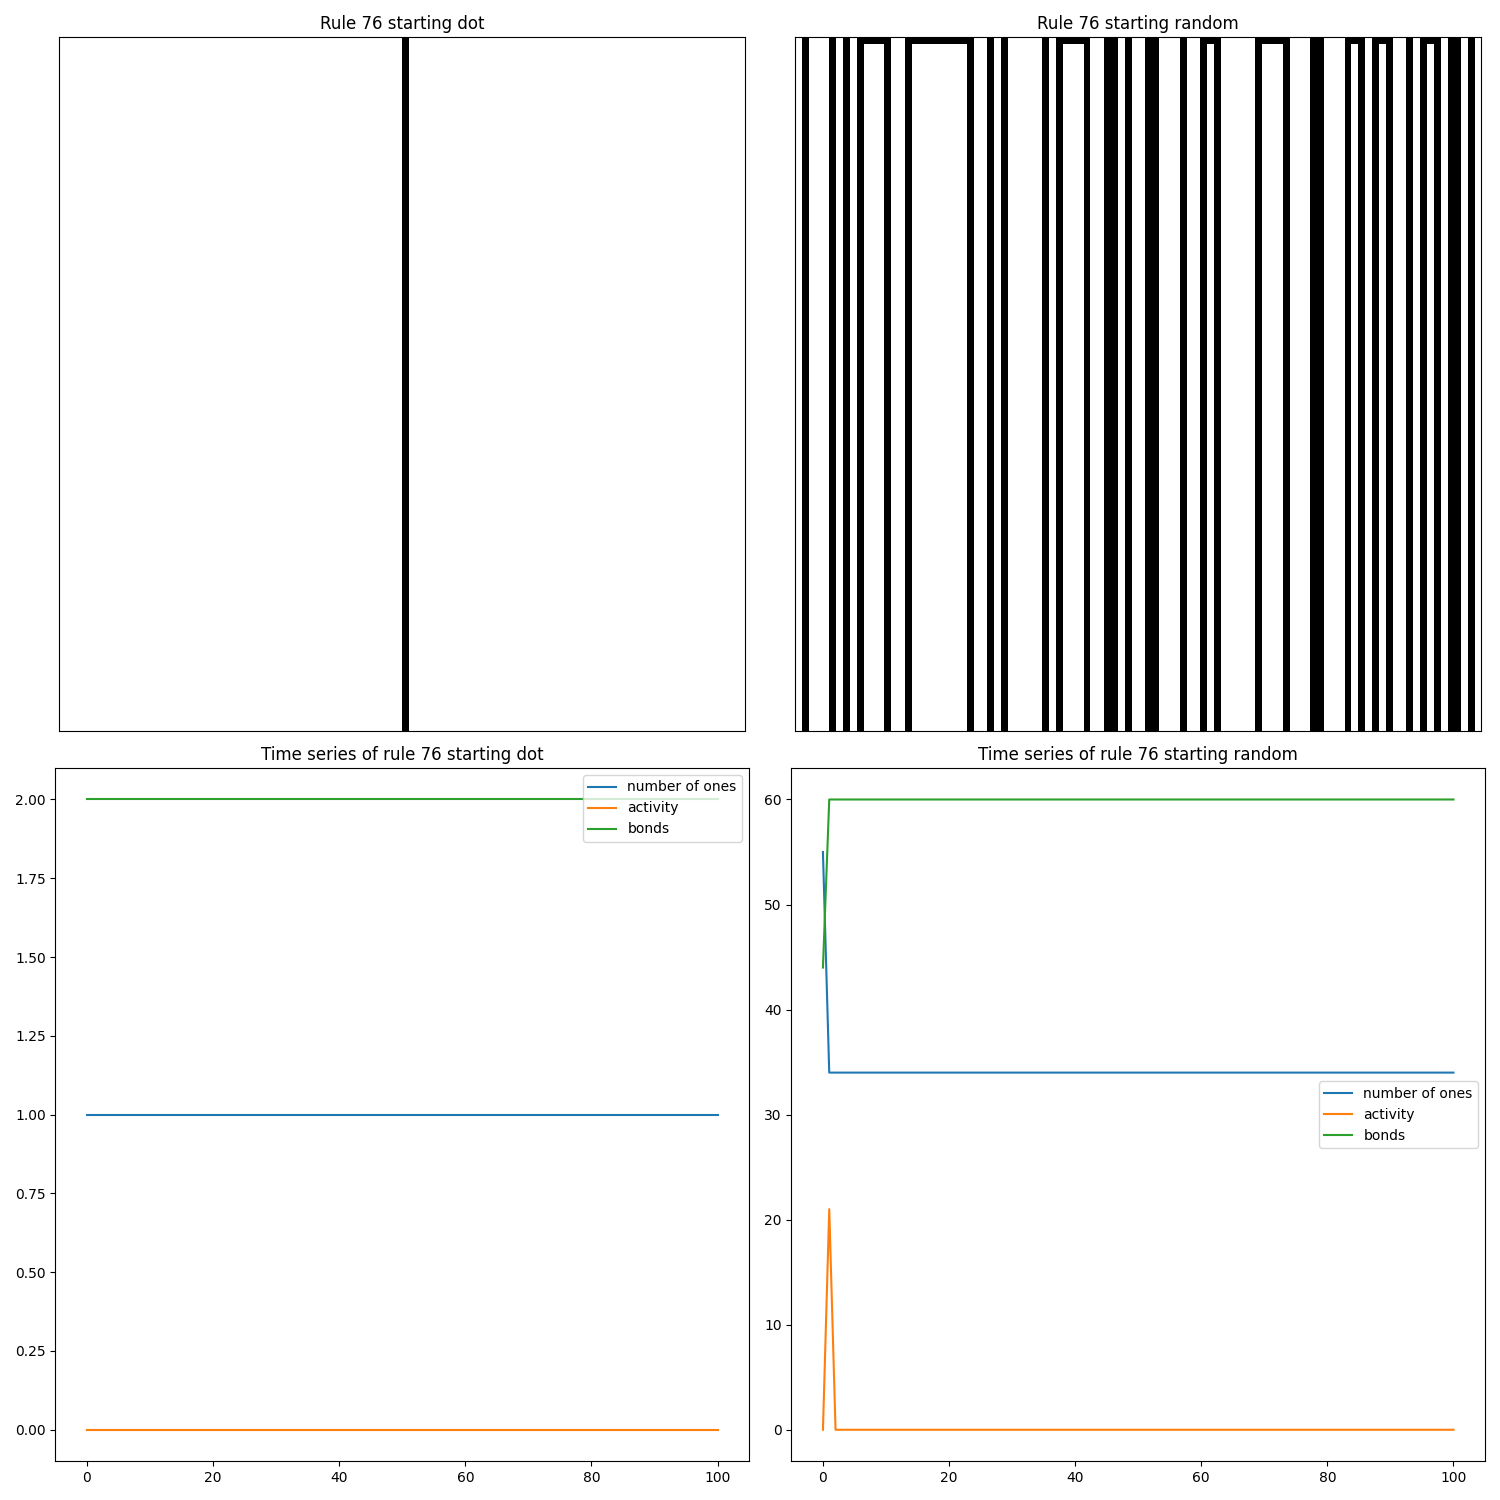 Rule 76 starting dot
Rule 76 starting random
Time series of rule 76 starting dot
2.00
1.75
1.50
1.25
1.00
0.75
0.50
0.25
0.00
0 20 40 60 80 100
number of ones
activity
bonds
Time series of rule 76 starting random
60
50
40
30
20
10
0
0 20 40 60 80 100
number of ones
activity
bonds